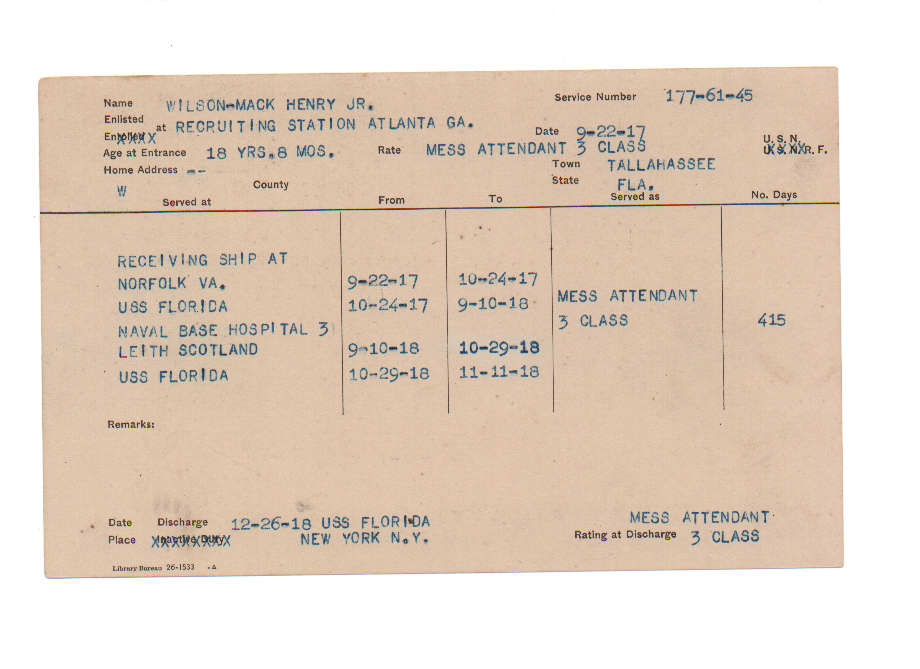 Name WILSON-MACK HENRY JR. Service Number 177-61-45
Enlisted
Enrolled at RECRUITING STATION ATLANTA GA. Date 9-22-17
Age at Entrance 18 YRS.8 MOS. Rate MESS ATTENDANT 3 CLASS U. S. N.
U. S. N. R. F.
Home Address -- Town TALLAHASSEE
W County State FLA.
Served at From To Served as No. Days
RECEIVING SHIP AT
NORFOLK VA. 9-22-17 10-24-17
USS FLORIDA 10-24-17 9-10-18 MESS ATTENDANT
NAVAL BASE HOSPITAL 3 3 CLASS 415
LEITH SCOTLAND 9-10-18 10-29-18
USS FLORIDA 10-29-18 11-11-18
Remarks:
Date Discharge 12-26-18 USS FLORIDA MESS ATTENDANT
Place Inactive Duty NEW YORK N.Y. Rating at Discharge 3 CLASS
Library Bureau 26-1533 -A